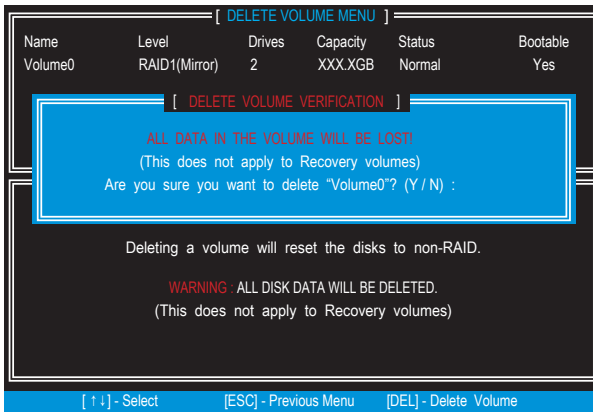 [ DELETE VOLUME MENU ]
Name Level Drives Capacity Status Bootable
Volume0 RAID1(Mirror) 2 XXX.XGB Normal Yes
[ DELETE VOLUME VERIFICATION ]
ALL DATA IN THE VOLUME WILL BE LOST!
(This does not apply to Recovery volumes)
Are you sure you want to delete “Volume0”? (Y / N) :
Deleting a volume will reset the disks to non-RAID.
WARNING : ALL DISK DATA WILL BE DELETED.
(This does not apply to Recovery volumes)
[ ↑↓] - Select [ESC] - Previous Menu [DEL] - Delete Volume